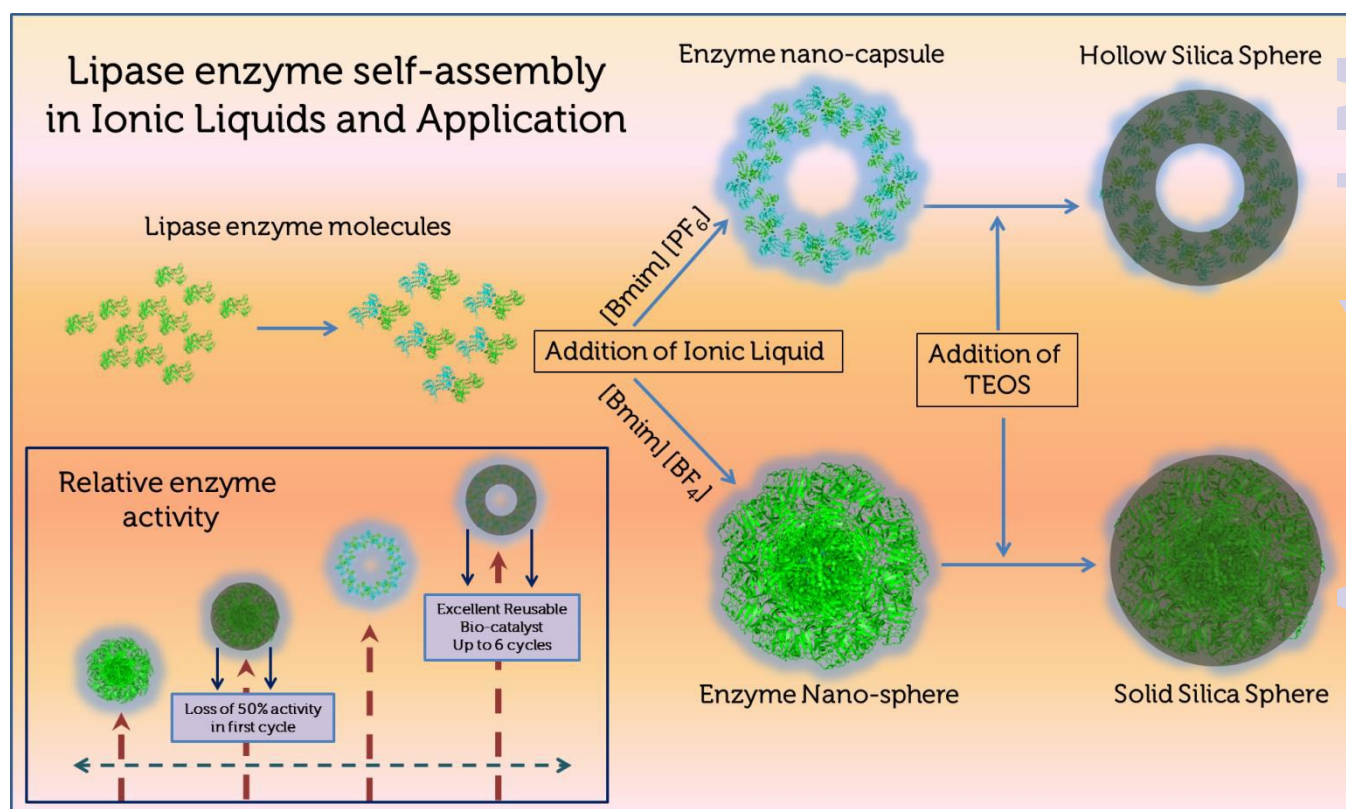 Lipase enzyme self-assembly
in Ionic Liquids and Application
Enzyme nano-capsule
Hollow Silica Sphere
Lipase enzyme molecules
[Bmim] [PF₆]
Addition of Ionic Liquid
Addition of
TEOS
[Bmim] [BF₄]
Enzyme Nano-sphere
Solid Silica Sphere
Relative enzyme
activity
Excellent Reusable
Bio-catalyst
Up to 6 cycles
Loss of 50% activity
in first cycle